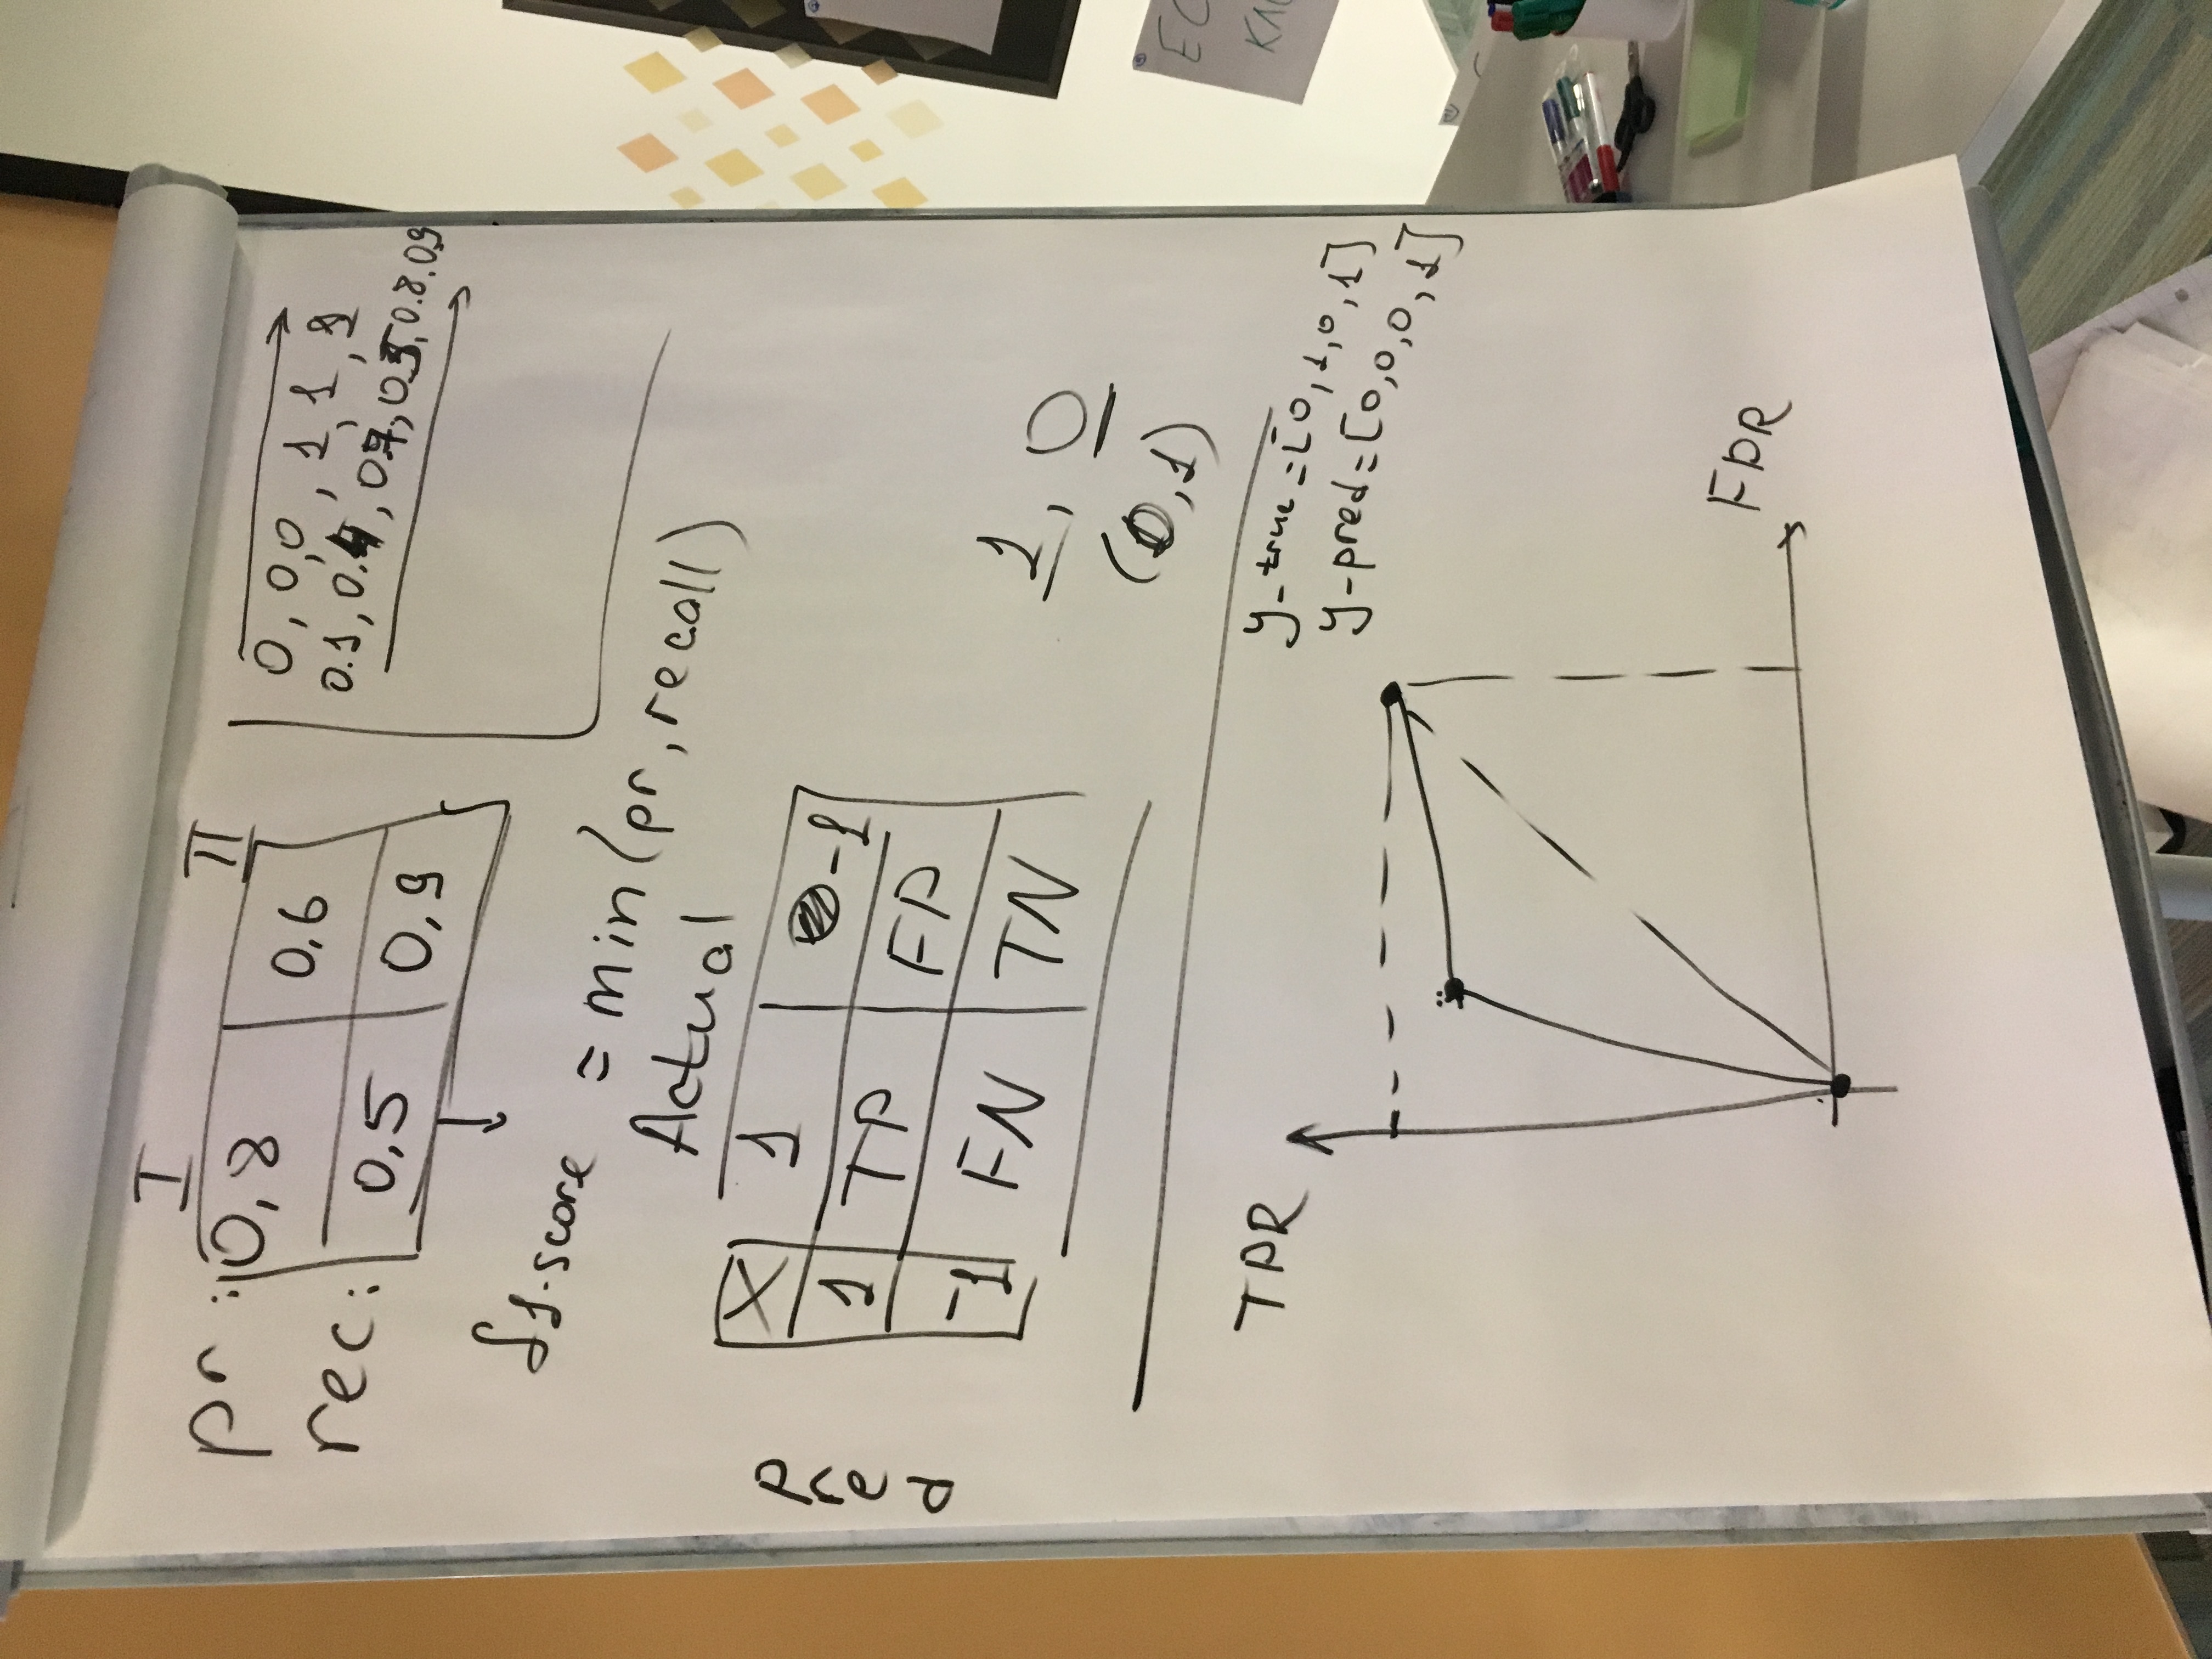 I II
pr: 0,8 0,6
rec: 0,5 0,9
0, 0,0, 1, 1, 1
0.1, 0.4, 0.7, 0.5, 0.8. 0.9
f1-score = min(pr, recall)
Actual
pred
X 1 -1
1 TP FP
-1 FN TN
1, 0
(0,1)
TPR
y_true=[0,1,0,1]
y_pred=[0,0,0,1]
FPR